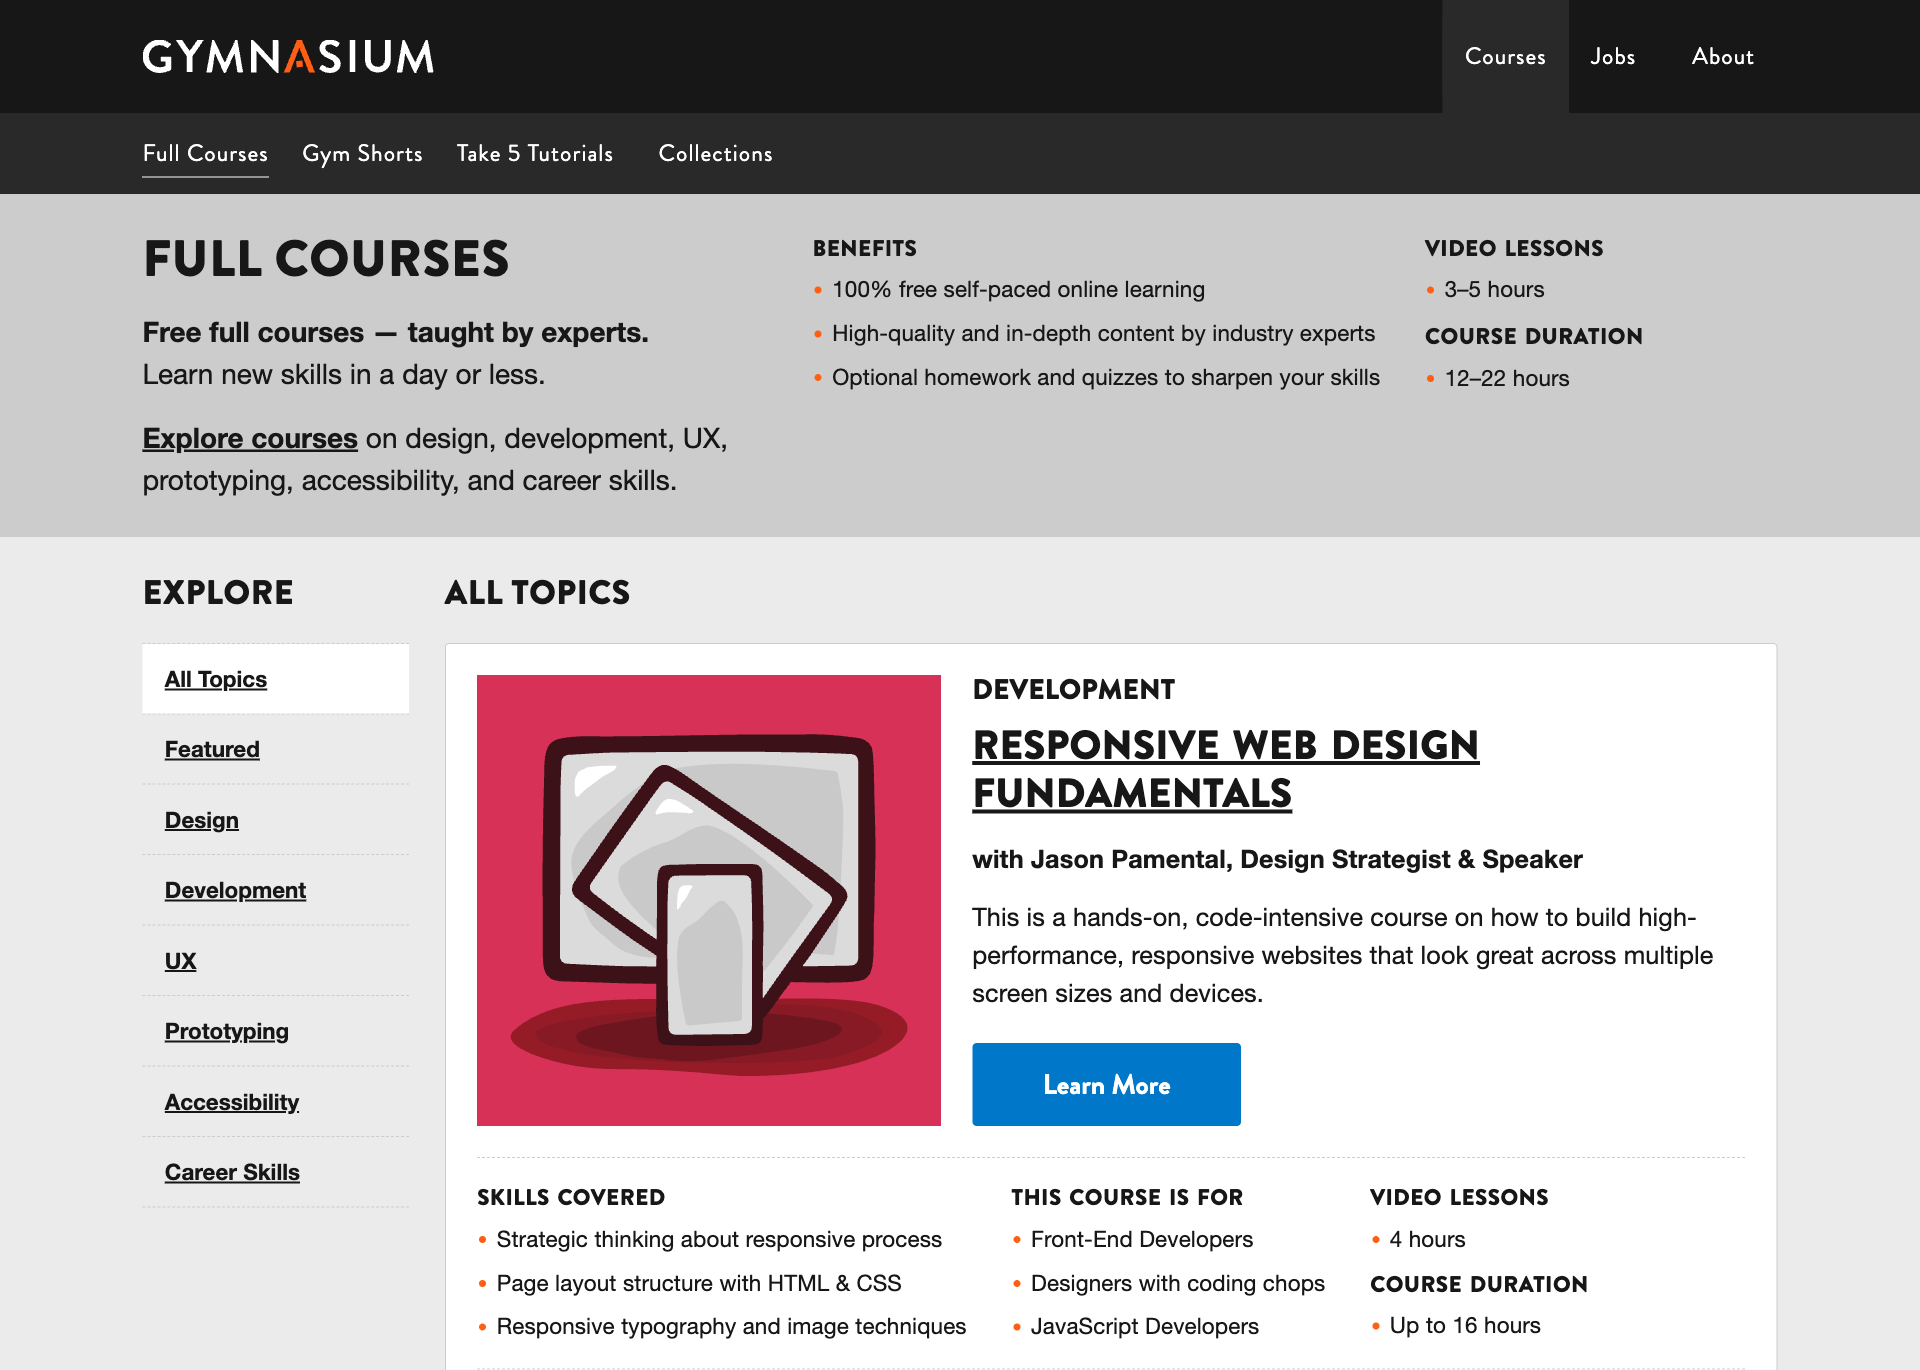 GYMNASIUM
Courses
Jobs
About
Full Courses
Gym Shorts
Take 5 Tutorials
Collections
FULL COURSES
Free full courses — taught by experts.
Learn new skills in a day or less.
Explore courses on design, development, UX,
prototyping, accessibility, and career skills.
BENEFITS
• 100% free self-paced online learning
• High-quality and in-depth content by industry experts
• Optional homework and quizzes to sharpen your skills
VIDEO LESSONS
• 3–5 hours
COURSE DURATION
• 12–22 hours
EXPLORE
All Topics
Featured
Design
Development
UX
Prototyping
Accessibility
Career Skills
ALL TOPICS
DEVELOPMENT
RESPONSIVE WEB DESIGN
FUNDAMENTALS
with Jason Pamental, Design Strategist & Speaker
This is a hands-on, code-intensive course on how to build high-
performance, responsive websites that look great across multiple
screen sizes and devices.
Learn More
SKILLS COVERED
• Strategic thinking about responsive process
• Page layout structure with HTML & CSS
• Responsive typography and image techniques
THIS COURSE IS FOR
• Front-End Developers
• Designers with coding chops
• JavaScript Developers
VIDEO LESSONS
• 4 hours
COURSE DURATION
• Up to 16 hours